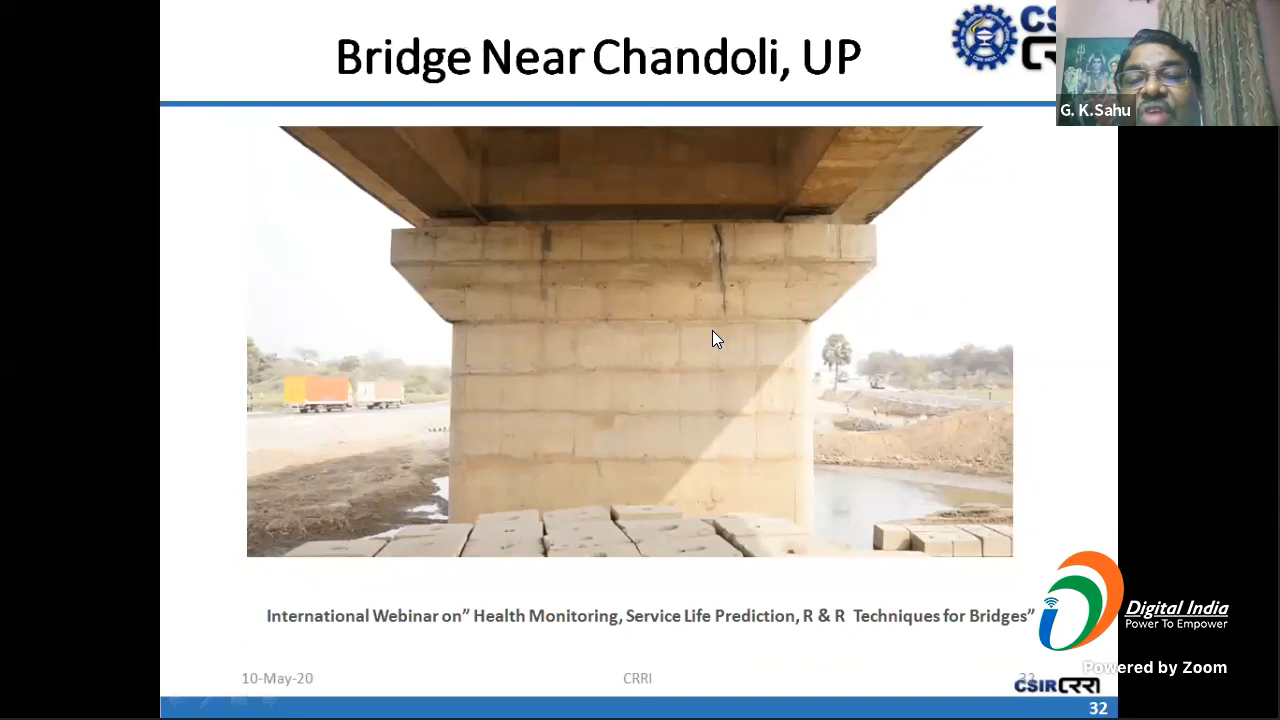 Bridge Near Chandoli, UP
G. K.Sahu
International Webinar on” Health Monitoring, Service Life Prediction, R & R  Techniques for Bridges”
Digital India
Power To Empower
Powered by Zoom
10-May-20
CRRI
CSIR CRRI
32